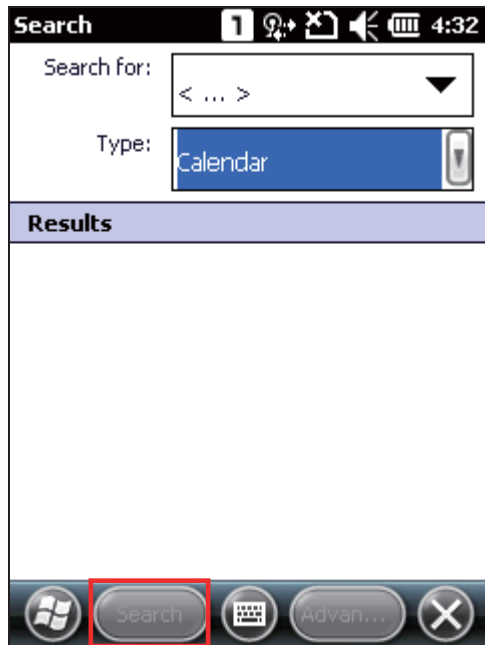 Search 1 4:32
Search for:
< ... >
Type:
Calendar
Results
Search Advan...